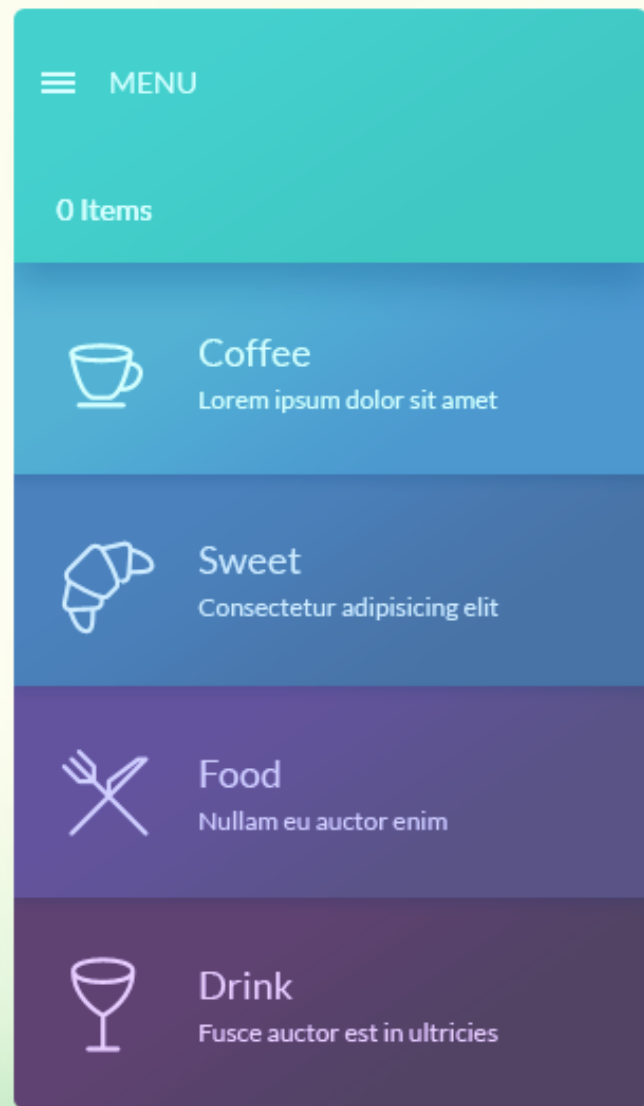 MENU
0 Items
Coffee
Lorem ipsum dolor sit amet
Sweet
Consectetur adipisicing elit
Food
Nullam eu auctor enim
Drink
Fusce auctor est in ultricies